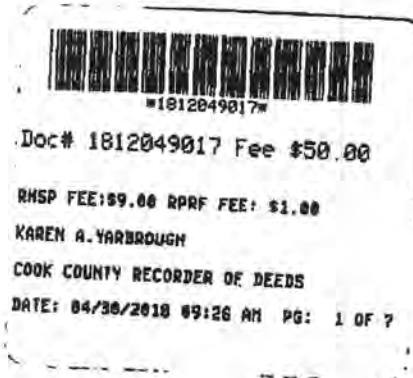 *1812049017*
Doc# 1812049017 Fee $50.00
RHSP FEE:$9.00 RPRF FEE: $1.00
KAREN A.YARBROUGH
COOK COUNTY RECORDER OF DEEDS
DATE: 04/30/2018 09:26 AM PG: 1 OF 7